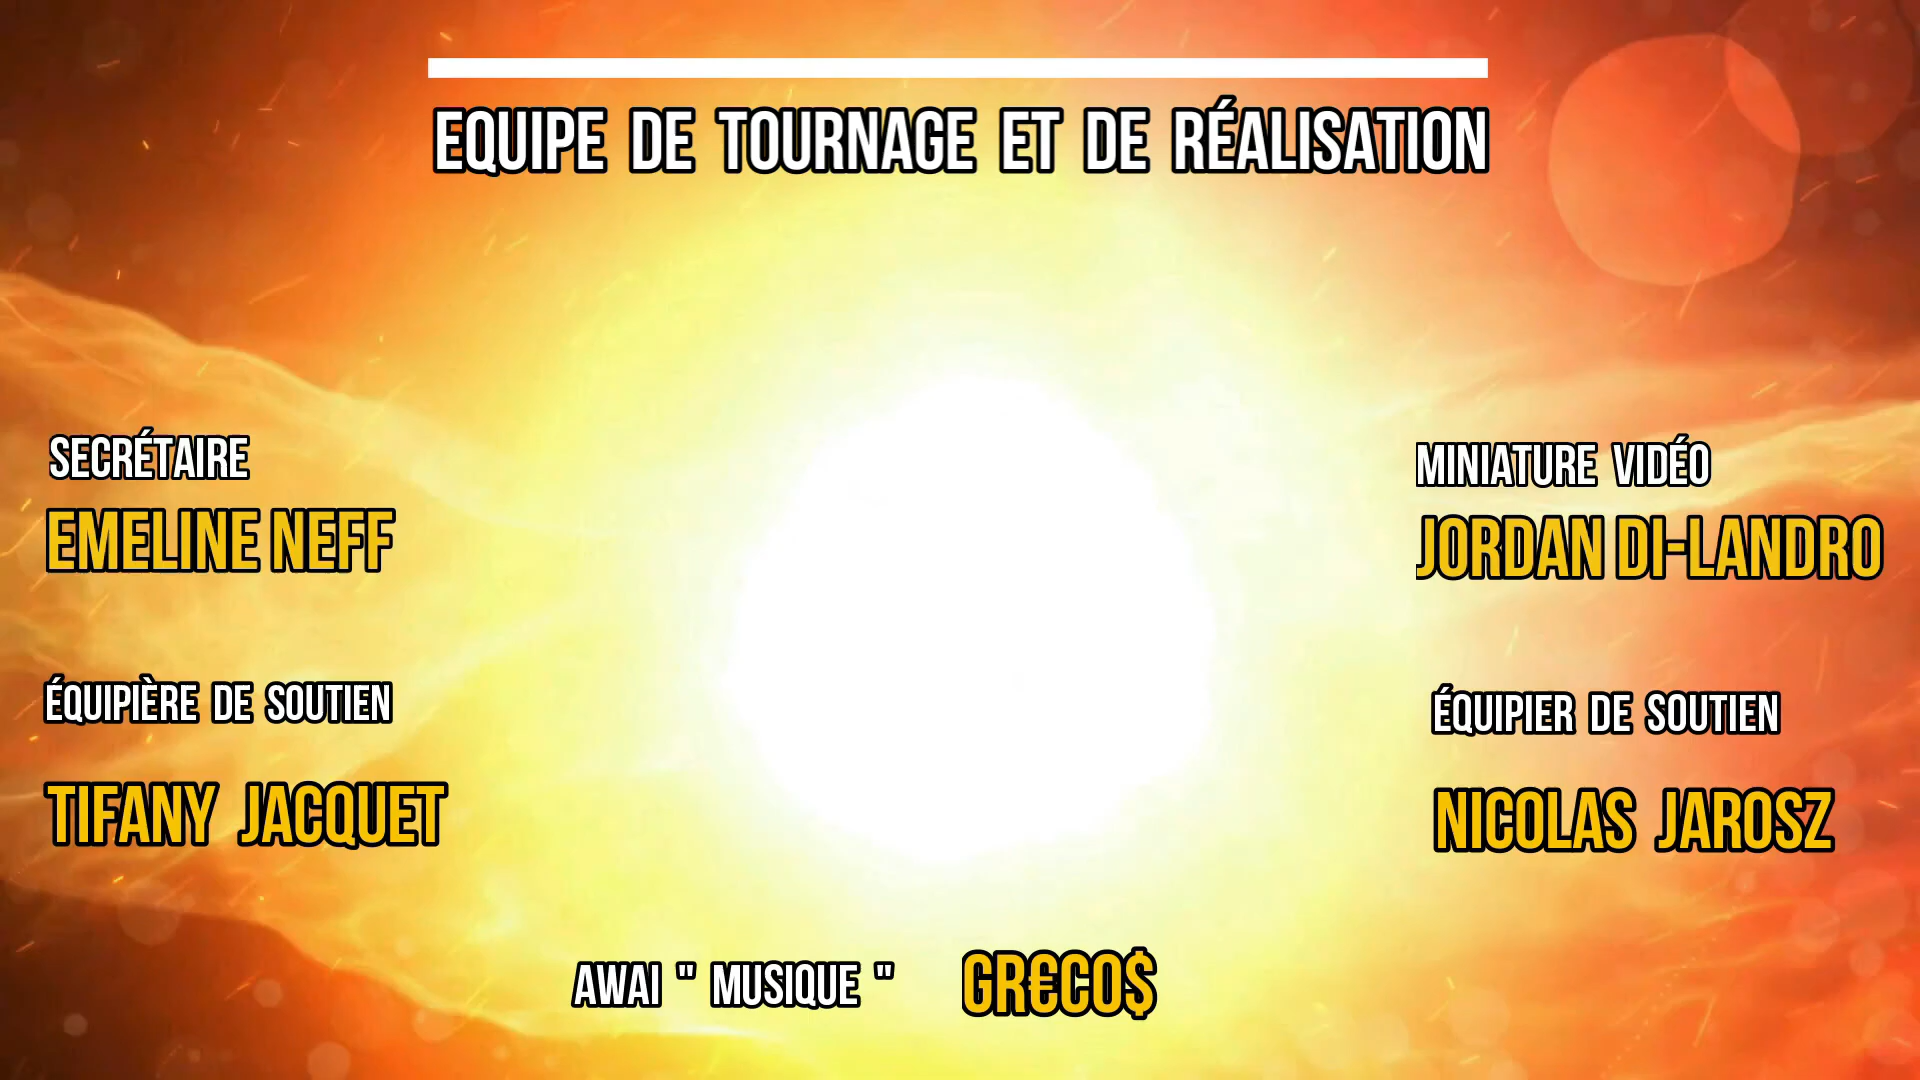 EQUIPE DE TOURNAGE ET DE RÉALISATION
SECRÉTAIRE
EMELINE NEFF
MINIATURE VIDÉO
JORDAN DI-LANDRO
ÉQUIPIÈRE DE SOUTIEN
TIFANY JACQUET
ÉQUIPIER DE SOUTIEN
NICOLAS JAROSZ
AWAI " MUSIQUE " GR€CO$